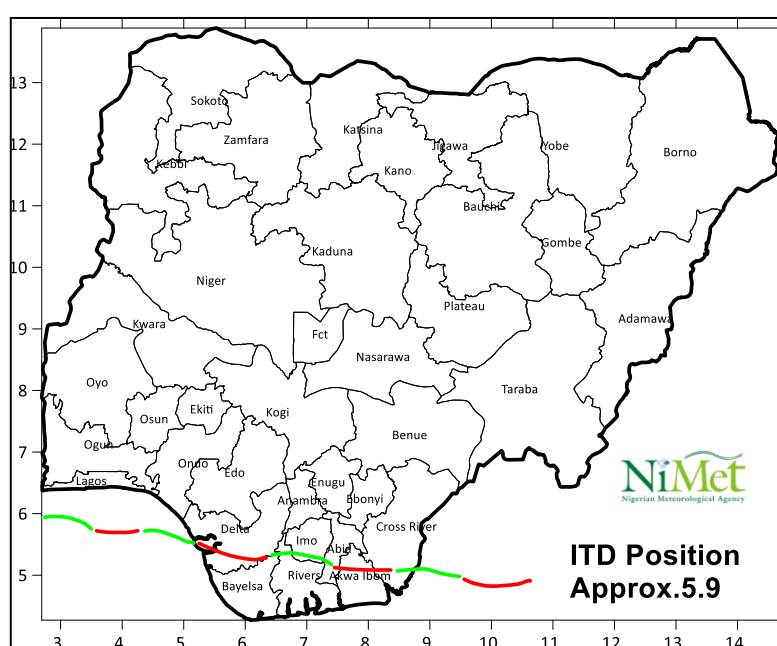 13
Sokoto
Katsina
12
Zamfara
Jigawa
Yobe
Borno
Kebbi
Kano
11
Bauchi
Gombe
10
Kaduna
Niger
Plateau
9
Kwara
Fct
Adamawa
Nasarawa
8
Oyo
Taraba
Ekiti
Kogi
Osun
Benue
7
Ogun
Ondo
Edo
NiMet
Lagos
Enugu
Nigerian Meteorological Agency
Anambra
Ebonyi
6
Delta
Cross River
Imo
Abia
ITD Position
5
Bayelsa
Rivers
Akwa Ibom
Approx.5.9
3 4 5 6 7 8 9 10 11 12 13 14